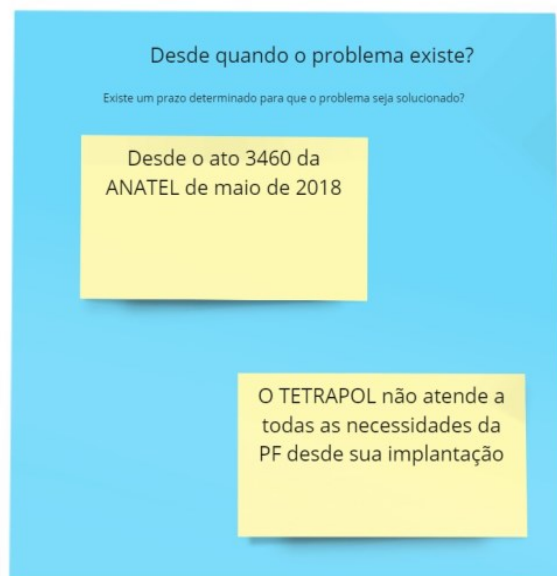 Desde quando o problema existe?
Existe um prazo determinado para que o problema seja solucionado?
Desde o ato 3460 da
ANATEL de maio de 2018
O TETRAPOL não atende a
todas as necessidades da
PF desde sua implantação